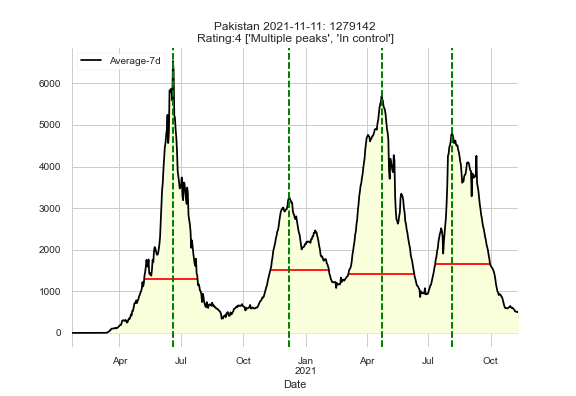 Pakistan 2021-11-11: 1279142
Rating:4 ['Multiple peaks', 'In control']
Average-7d
6000
5000
4000
3000
2000
1000
0
Apr Jul Oct Jan Apr Jul Oct
2021
Date